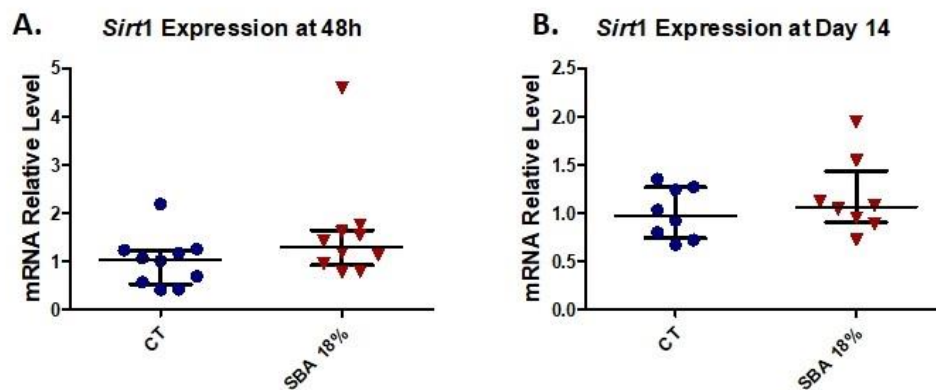 A.
Sirt1 Expression at 48h
mRNA Relative Level
5
4
3
2
1
0
CT
SBA 18%
B.
Sirt1 Expression at Day 14
mRNA Relative Level
2.5
2.0
1.5
1.0
0.5
0.0
CT
SBA 18%